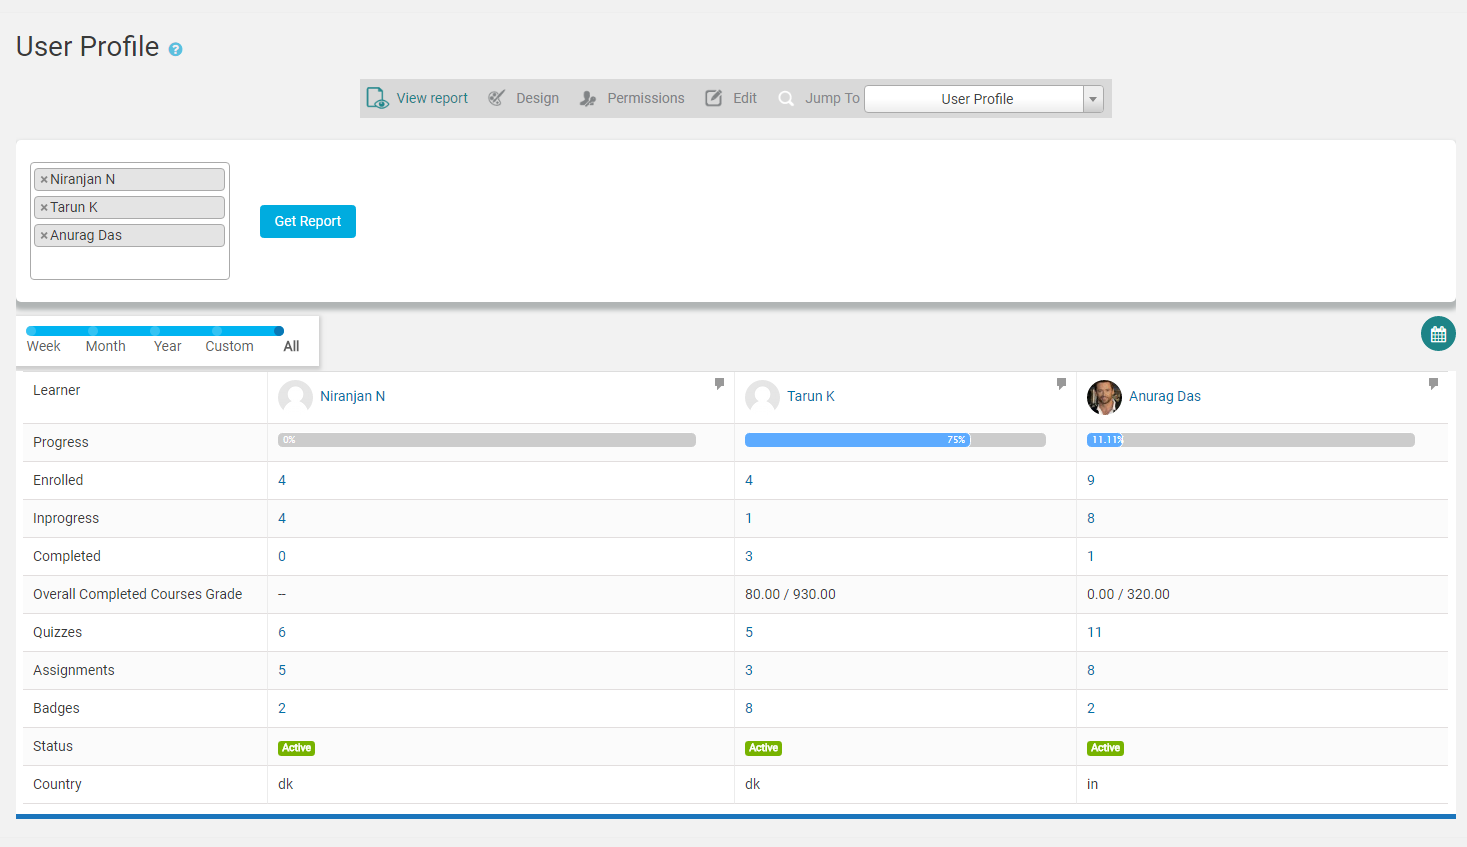 User Profile ?
View report Design Permissions Edit Jump To User Profile
×Niranjan N
×Tarun K
×Anurag Das
Get Report
Week Month Year Custom All
Learner Niranjan N Tarun K Anurag Das
Progress 0% 75% 11.11%
Enrolled 4 4 9
Inprogress 4 1 8
Completed 0 3 1
Overall Completed Courses Grade -- 80.00 / 930.00 0.00 / 320.00
Quizzes 6 5 11
Assignments 5 3 8
Badges 2 8 2
Status Active Active Active
Country dk dk in